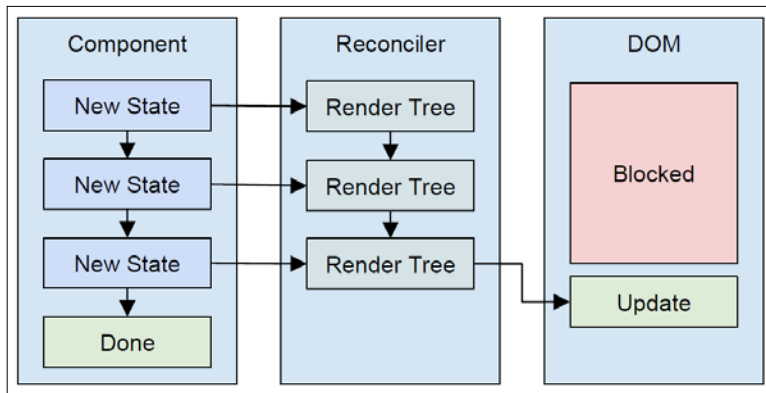 Component
New State
New State
New State
Done
Reconciler
Render Tree
Render Tree
Render Tree
DOM
Blocked
Update